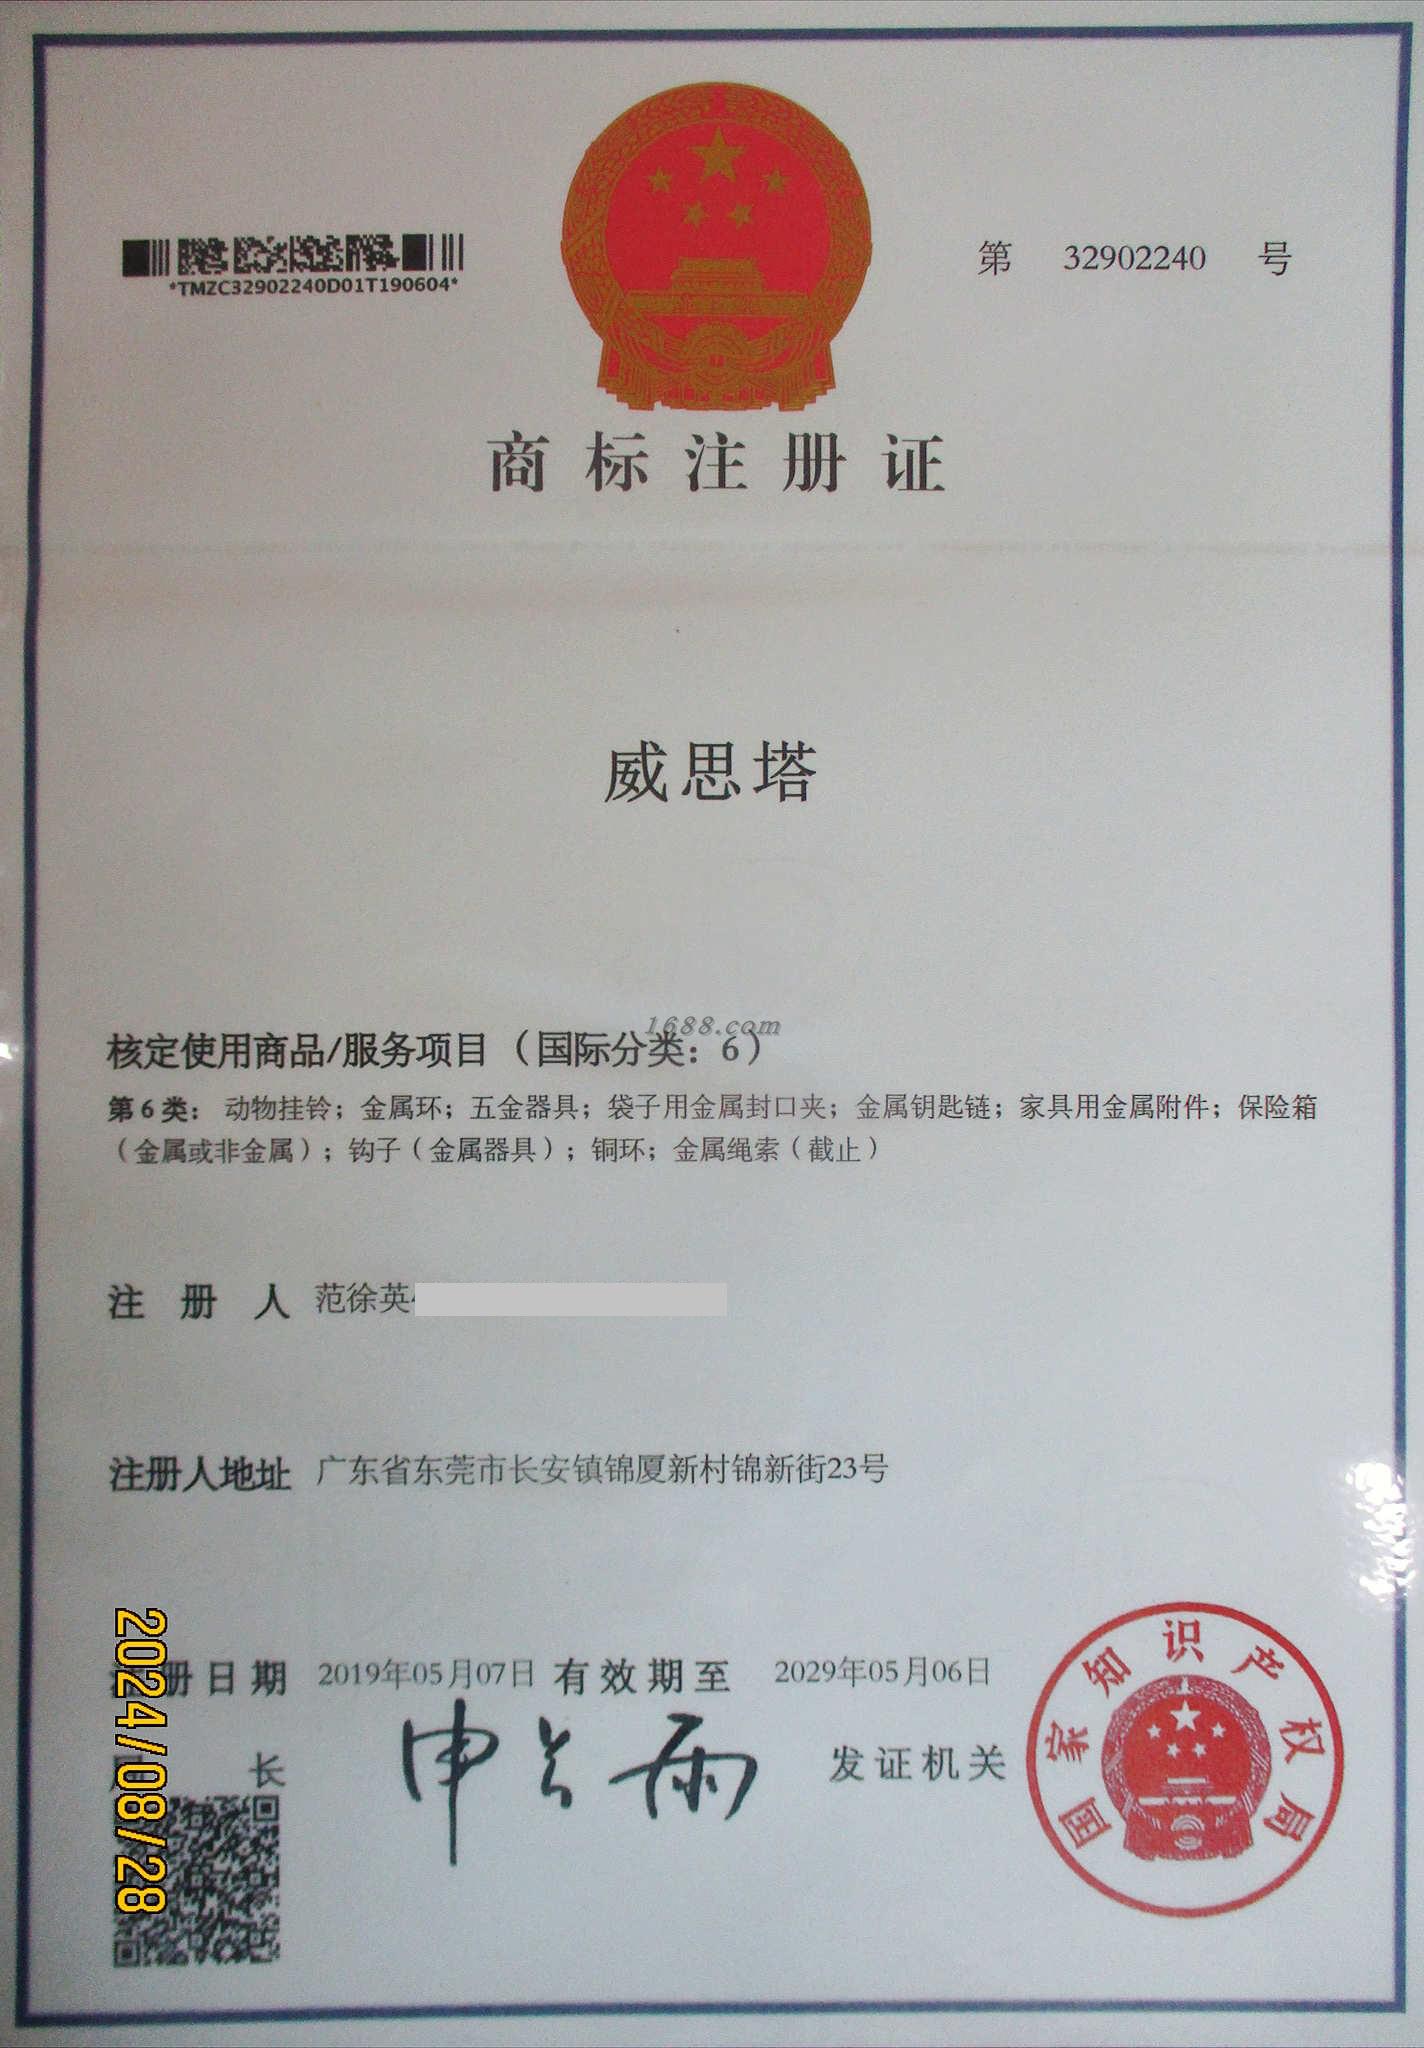 *TMZC32902240D01T190604*
第 32902240 号
商标注册证
威思塔
1688.com
核定使用商品/服务项目（国际分类：6）
第6类：动物挂铃；金属环；五金器具；袋子用金属封口夹；金属钥匙链；家具用金属附件；保险箱
（金属或非金属）；钩子（金属器具）；铜环；金属绳索（截止）
注册人 范徐英
注册人地址 广东省东莞市长安镇锦厦新村锦新街23号
注册日期 2019年05月07日 有效期至 2029年05月06日
局长 申长雨 发证机关
国家知识产权局
2024/08/28